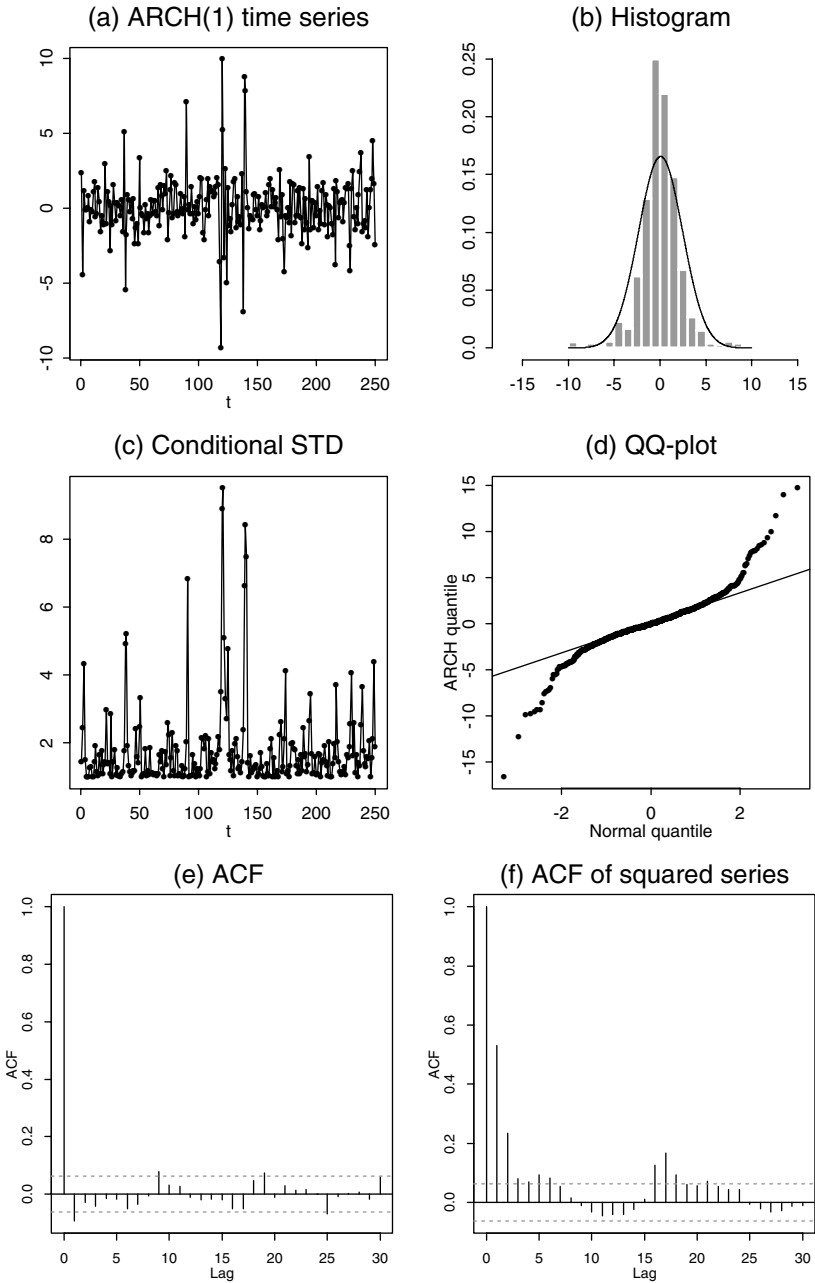 (a) ARCH(1) time series
10
5
0
-5
-10
0 50 100 150 200 250
t
(b) Histogram
0.25
0.20
0.15
0.10
0.05
0.0
-15 -10 -5 0 5 10 15
(c) Conditional STD
8
6
4
2
0 50 100 150 200 250
t
(d) QQ-plot
ARCH quantile
15
10
5
0
-5
-10
-15
-2 0 2
Normal quantile
(e) ACF
ACF
1.0
0.8
0.6
0.4
0.2
0.0
0 5 10 15 20 25 30
Lag
(f) ACF of squared series
ACF
1.0
0.8
0.6
0.4
0.2
0.0
0 5 10 15 20 25 30
Lag